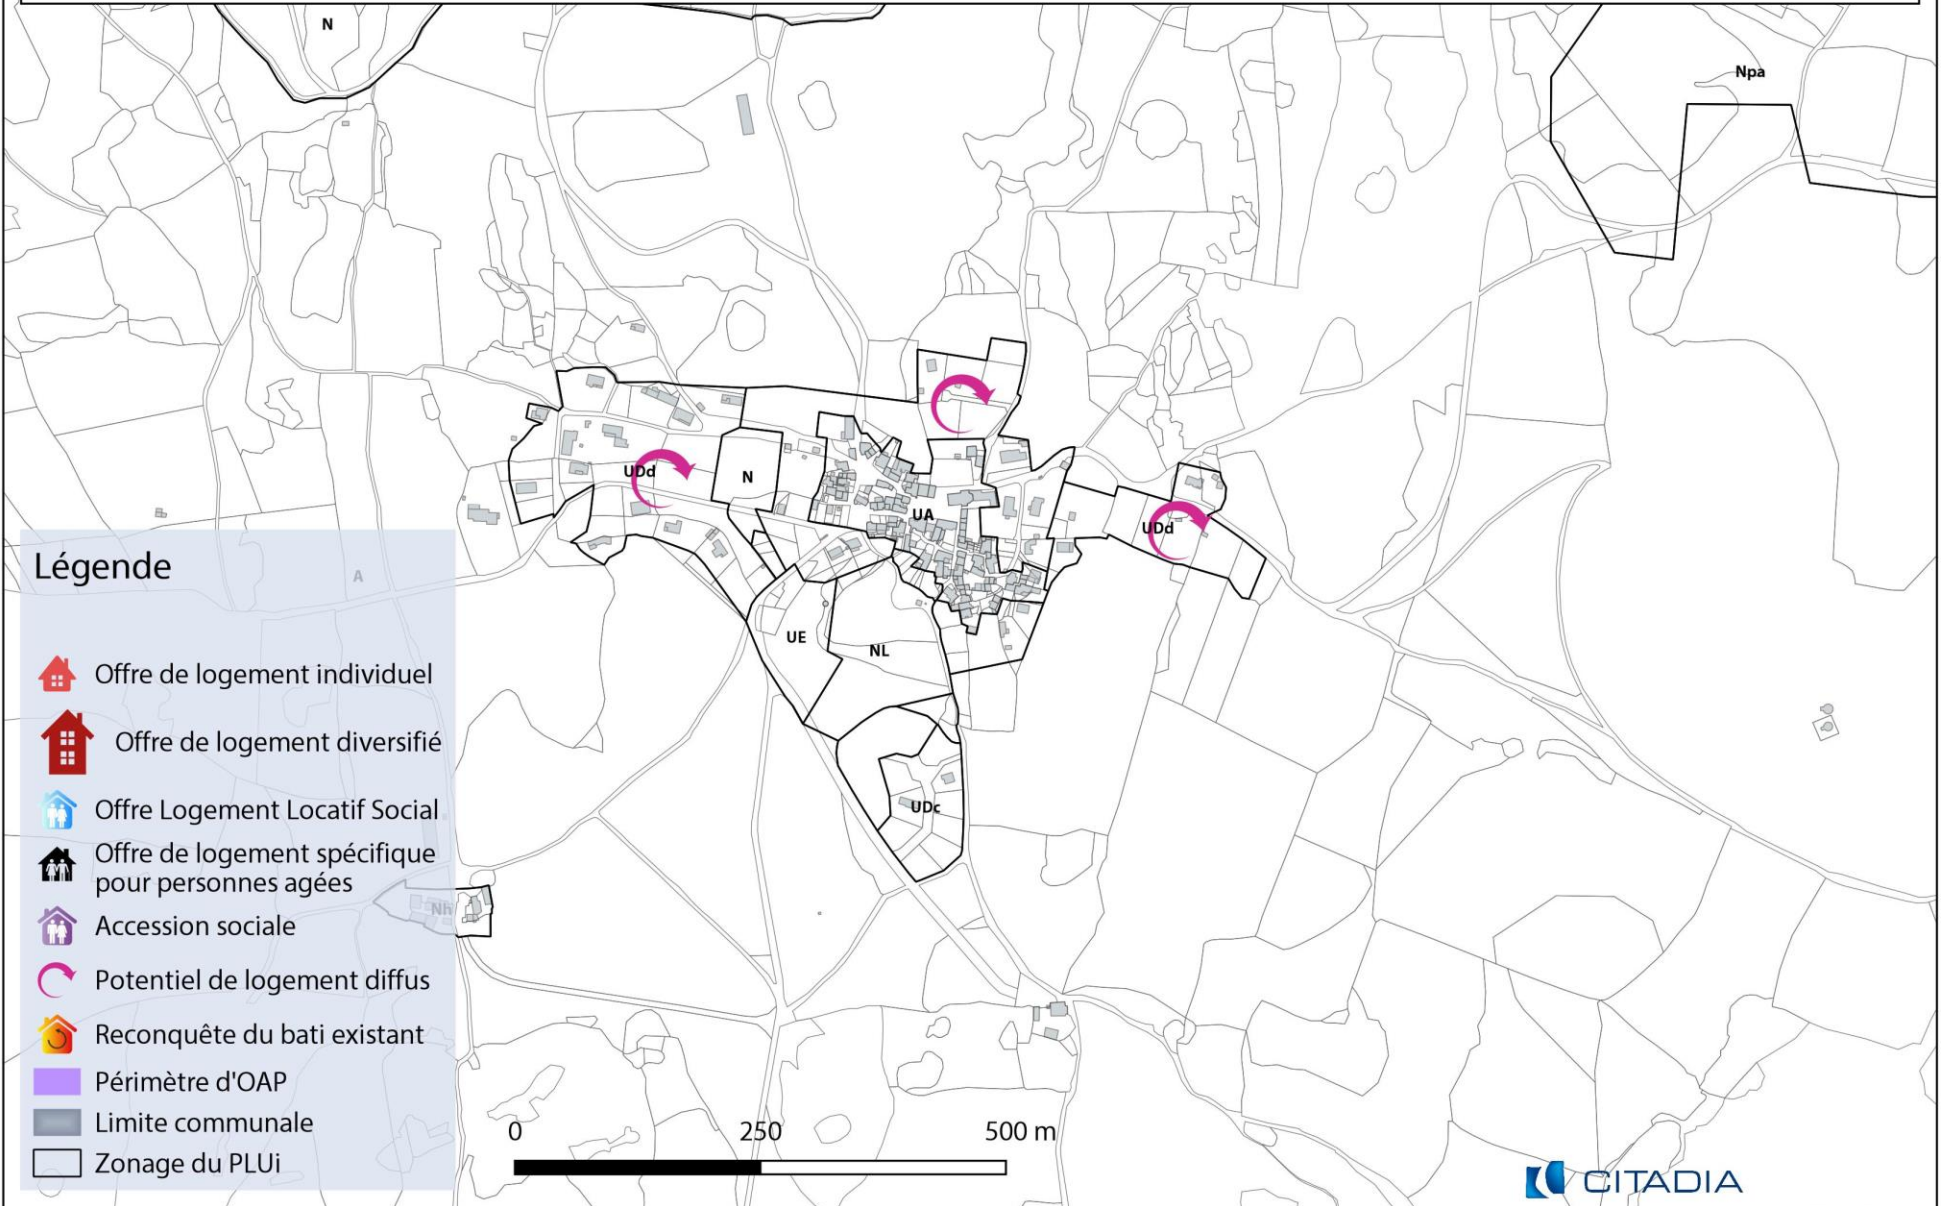 N
Npa
UDd
N
UA
UDd
UE
NL
UDc
A
Nh
Légende
Offre de logement individuel
Offre de logement diversifié
Offre Logement Locatif Social
Offre de logement spécifique
pour personnes agées
Accession sociale
Potentiel de logement diffus
Reconquête du bati existant
Périmètre d'OAP
Limite communale
Zonage du PLUi
0 250 500 m
CITADIA